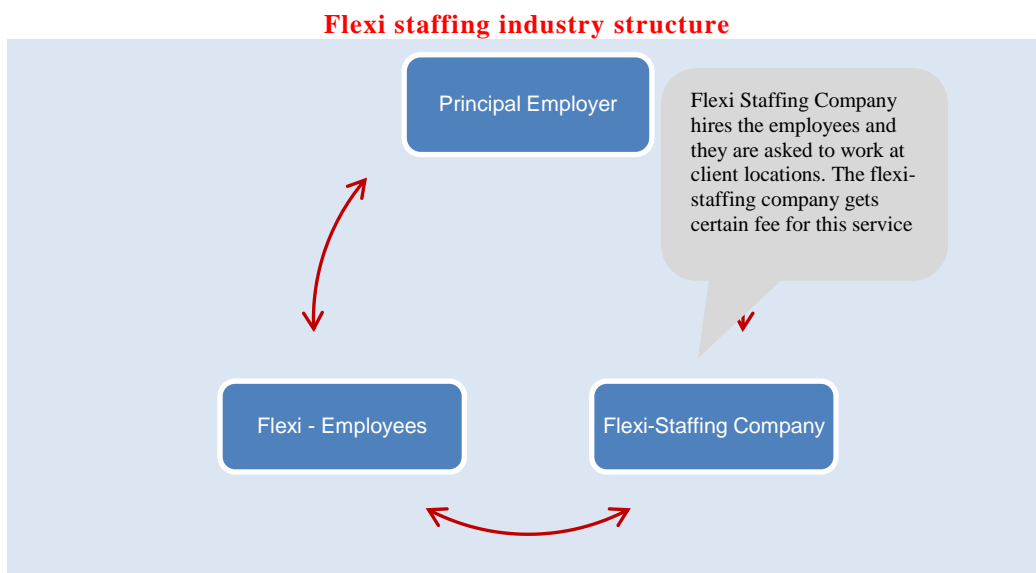 Flexi staffing industry structure
Principal Employer
Flexi Staffing Company
hires the employees and
they are asked to work at
client locations. The flexi-
staffing company gets
certain fee for this service
Flexi - Employees
Flexi-Staffing Company